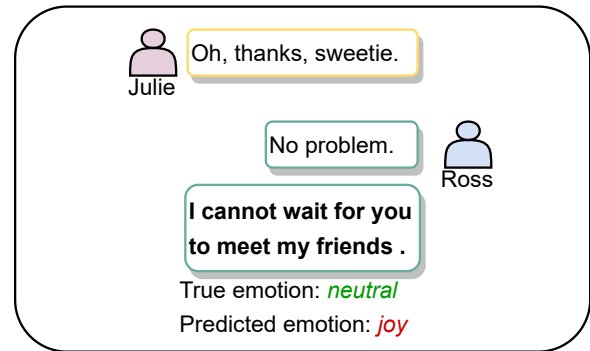 Oh, thanks, sweetie.
Julie
No problem.
Ross
I cannot wait for you
to meet my friends .
True emotion: neutral
Predicted emotion: joy